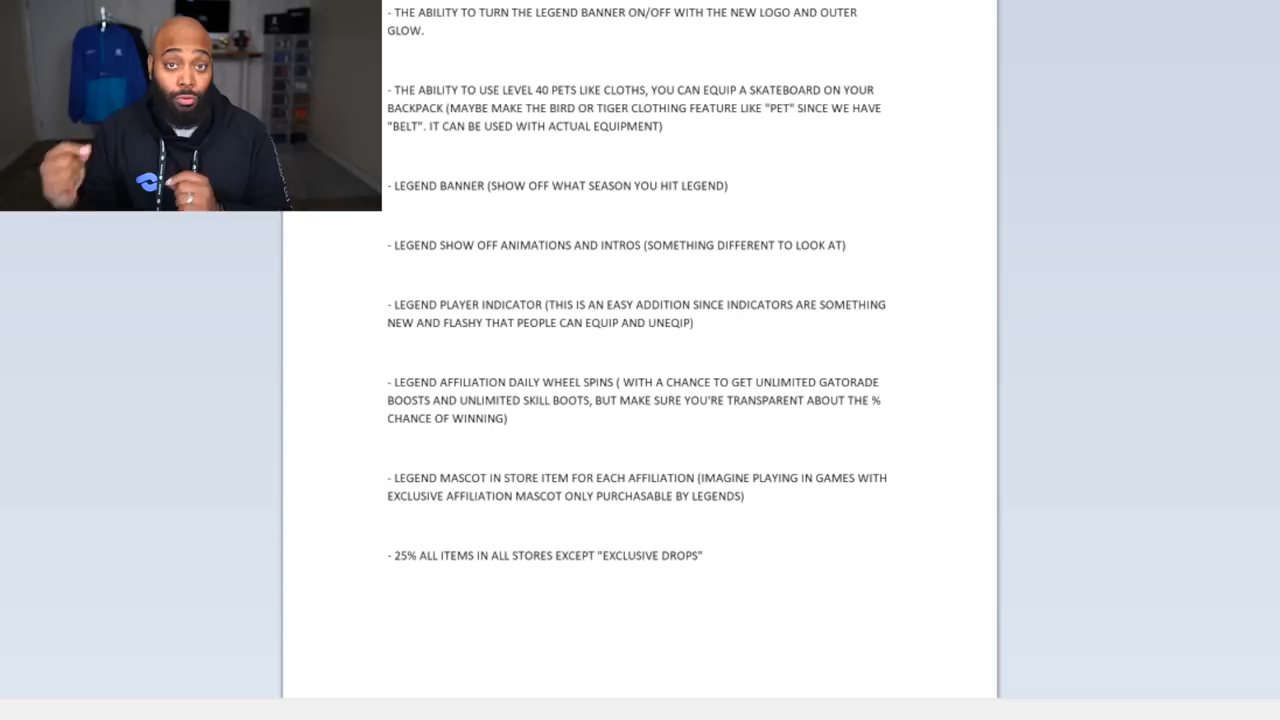 - THE ABILITY TO TURN THE LEGEND BANNER ON/OFF WITH THE NEW LOGO AND OUTER
GLOW.
- THE ABILITY TO USE LEVEL 40 PETS LIKE CLOTHS, YOU CAN EQUIP A SKATEBOARD ON YOUR
BACKPACK (MAYBE MAKE THE BIRD OR TIGER CLOTHING FEATURE LIKE "PET" SINCE WE HAVE
"BELT". IT CAN BE USED WITH ACTUAL EQUIPMENT)
- LEGEND BANNER (SHOW OFF WHAT SEASON YOU HIT LEGEND)
- LEGEND SHOW OFF ANIMATIONS AND INTROS (SOMETHING DIFFERENT TO LOOK AT)
- LEGEND PLAYER INDICATOR (THIS IS AN EASY ADDITION SINCE INDICATORS ARE SOMETHING
NEW AND FLASHY THAT PEOPLE CAN EQUIP AND UNEQIP)
- LEGEND AFFILIATION DAILY WHEEL SPINS ( WITH A CHANCE TO GET UNLIMITED GATORADE
BOOSTS AND UNLIMITED SKILL BOOTS, BUT MAKE SURE YOU'RE TRANSPARENT ABOUT THE %
CHANCE OF WINNING)
- LEGEND MASCOT IN STORE ITEM FOR EACH AFFILIATION (IMAGINE PLAYING IN GAMES WITH
EXCLUSIVE AFFILIATION MASCOT ONLY PURCHASABLE BY LEGENDS)
- 25% ALL ITEMS IN ALL STORES EXCEPT "EXCLUSIVE DROPS"